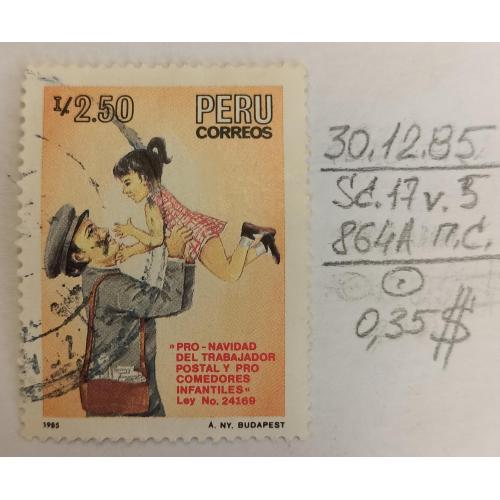 I/.2.50 PERU
CORREOS
"PRO-NAVIDAD
DEL TRABAJADOR
POSTAL Y PRO
COMEDORES
INFANTILES"
Ley No. 24169
1985 Á. NY. BUDAPEST
30.12.85
Sc.17 v. 5
864A п.с.
0,35$